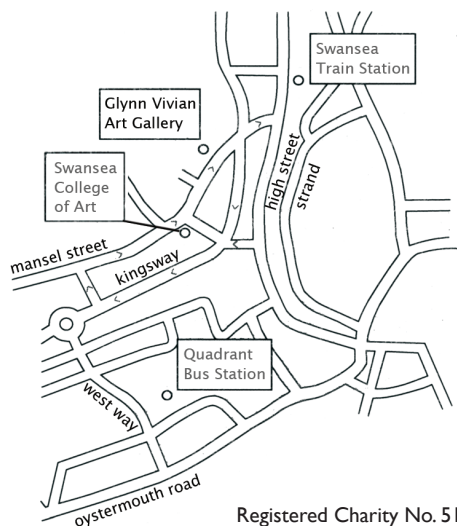 Swansea
Train Station
Glynn Vivian
Art Gallery
Swansea
College
of Art
high street
strand
mansel street
kingsway
Quadrant
Bus Station
west way
oystermouth road
Registered Charity No. 51